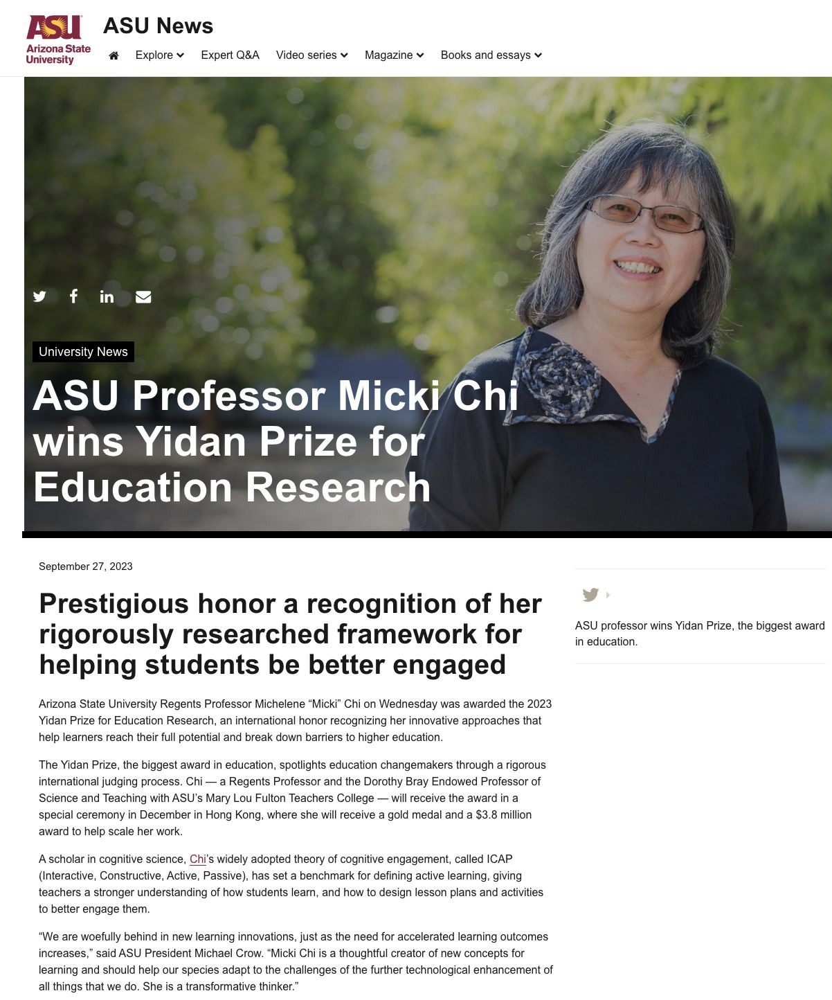 ASU
Arizona State
University
ASU News
Explore
Expert Q&A
Video series
Magazine
Books and essays
University News
ASU Professor Micki Chi
wins Yidan Prize for
Education Research
September 27, 2023
Prestigious honor a recognition of her
rigorously researched framework for
helping students be better engaged
Arizona State University Regents Professor Michelene “Micki” Chi on Wednesday was awarded the 2023
Yidan Prize for Education Research, an international honor recognizing her innovative approaches that
help learners reach their full potential and break down barriers to higher education.
The Yidan Prize, the biggest award in education, spotlights education changemakers through a rigorous
international judging process. Chi — a Regents Professor and the Dorothy Bray Endowed Professor of
Science and Teaching with ASU’s Mary Lou Fulton Teachers College — will receive the award in a
special ceremony in December in Hong Kong, where she will receive a gold medal and a $3.8 million
award to help scale her work.
A scholar in cognitive science, Chi’s widely adopted theory of cognitive engagement, called ICAP
(Interactive, Constructive, Active, Passive), has set a benchmark for defining active learning, giving
teachers a stronger understanding of how students learn, and how to design lesson plans and activities
to better engage them.
“We are woefully behind in new learning innovations, just as the need for accelerated learning outcomes
increases,” said ASU President Michael Crow. “Micki Chi is a thoughtful creator of new concepts for
learning and should help our species adapt to the challenges of the further technological enhancement of
all things that we do. She is a transformative thinker.”
ASU professor wins Yidan Prize, the biggest award
in education.